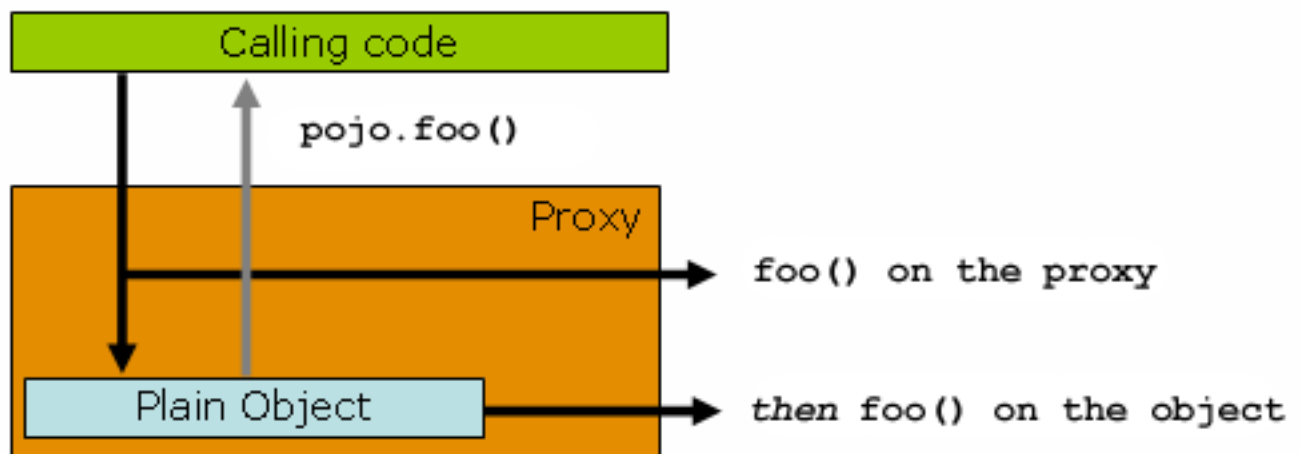 Calling code
pojo.foo()
Proxy
foo() on the proxy
Plain Object
then foo() on the object